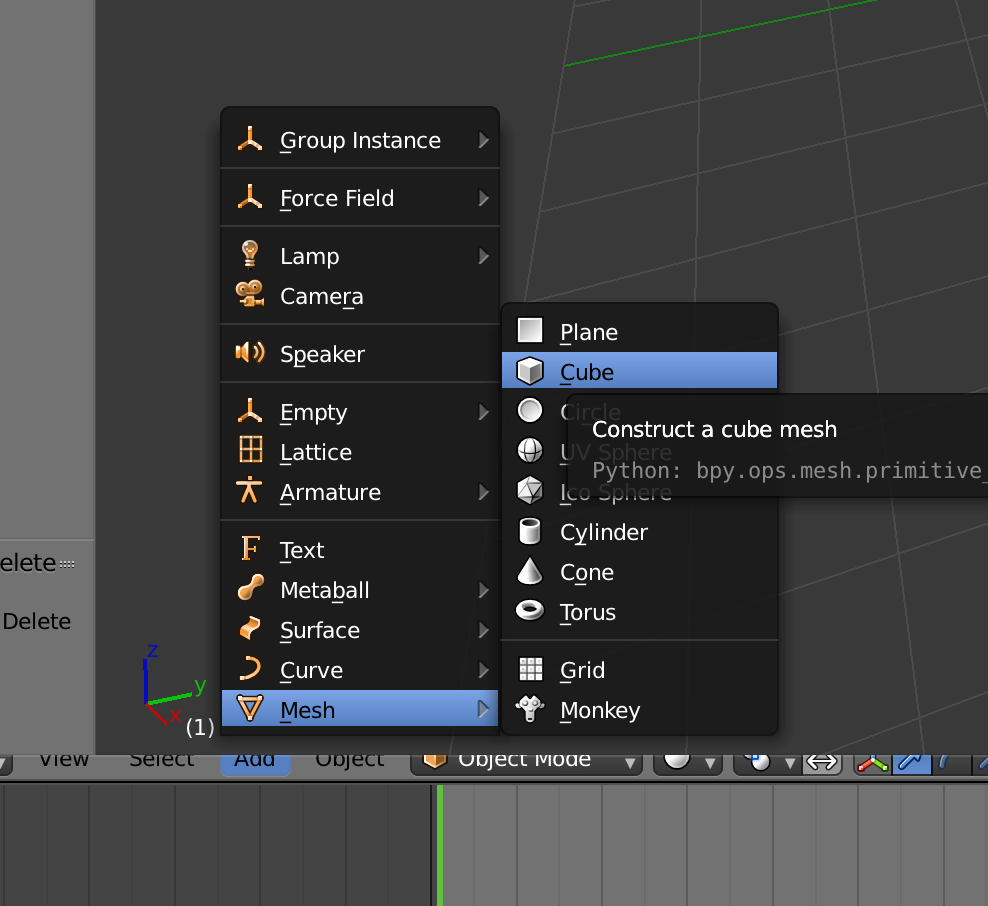 Group Instance
Force Field
Lamp
Camera
Speaker
Empty
Lattice
Armature
Text
Metaball
Surface
Curve
Mesh
Plane
Cube
Circle
Construct a cube mesh
UV Sphere
Python: bpy.ops.mesh.primitive_
Ico Sphere
Cylinder
Cone
Torus
Grid
Monkey
elete
Delete
z
y
x
(1)
View Select Add Object Object Mode